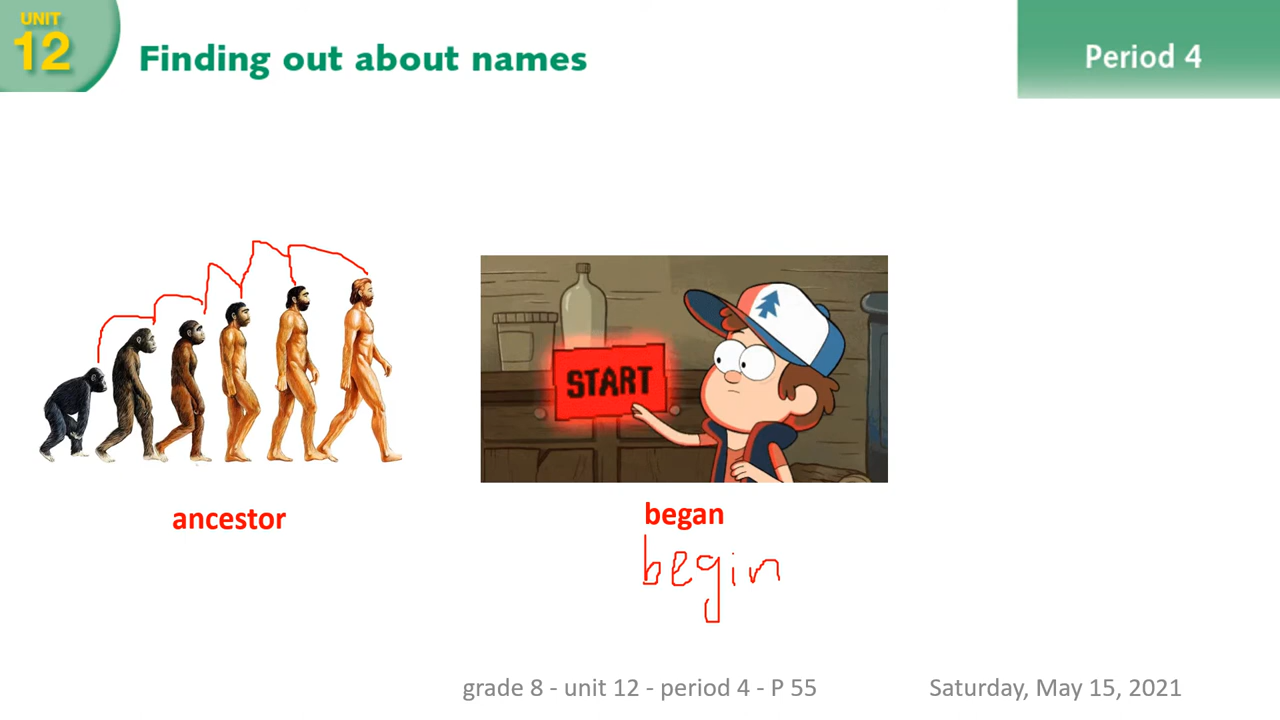 UNIT
12
Finding out about names
Period 4
START
ancestor
began
begin
grade 8 - unit 12 - period 4 - P 55
Saturday, May 15, 2021